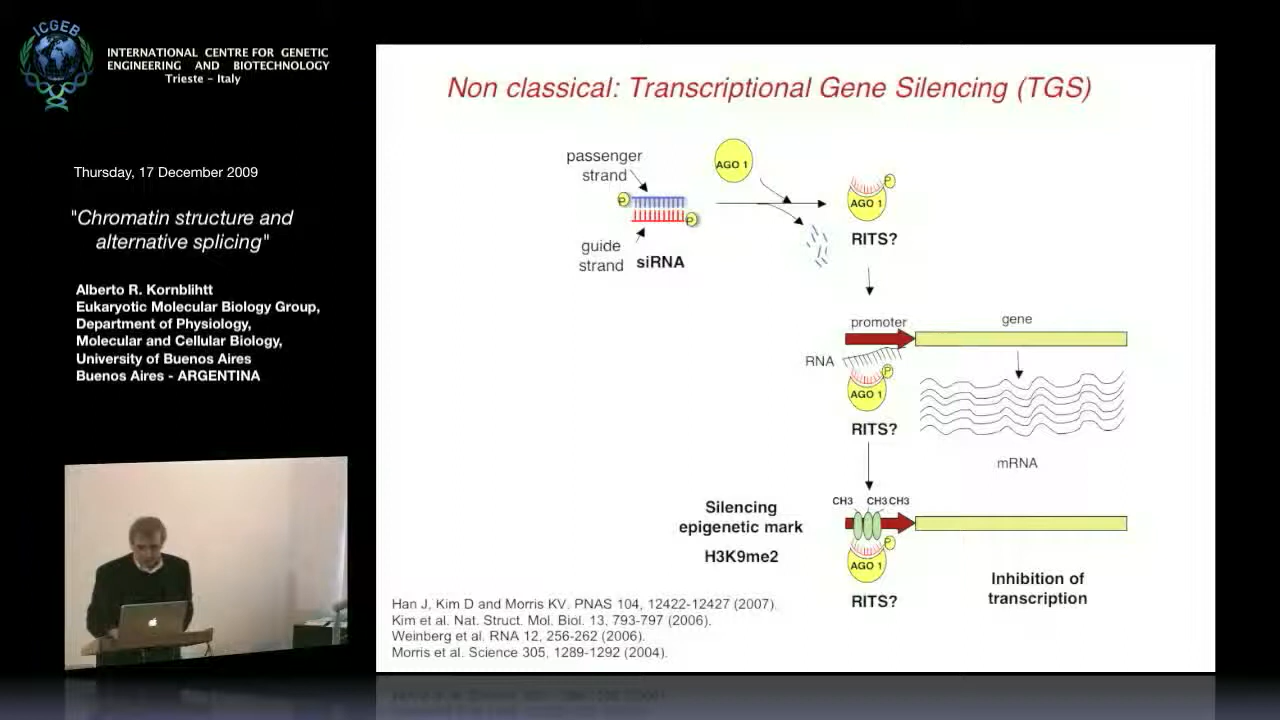 ICGEB
INTERNATIONAL CENTRE FOR GENETIC
ENGINEERING AND BIOTECHNOLOGY
Trieste – Italy
Thursday, 17 December 2009
"Chromatin structure and
alternative splicing"
Alberto R. Kornblihtt
Eukaryotic Molecular Biology Group,
Department of Physiology,
Molecular and Cellular Biology,
University of Buenos Aires
Buenos Aires - ARGENTINA
Non classical: Transcriptional Gene Silencing (TGS)
passenger
strand
P
P
guide
strand
siRNA
AGO 1
P
AGO 1
RITS?
promoter
gene
RNA
P
AGO 1
RITS?
mRNA
Silencing
epigenetic mark
H3K9me2
CH3 CH3 CH3
P
AGO 1
RITS?
Inhibition of
transcription
Han J, Kim D and Morris KV. PNAS 104, 12422-12427 (2007).
Kim et al. Nat. Struct. Mol. Biol. 13, 793-797 (2006).
Weinberg et al. RNA 12, 256-262 (2006).
Morris et al. Science 305, 1289-1292 (2004).